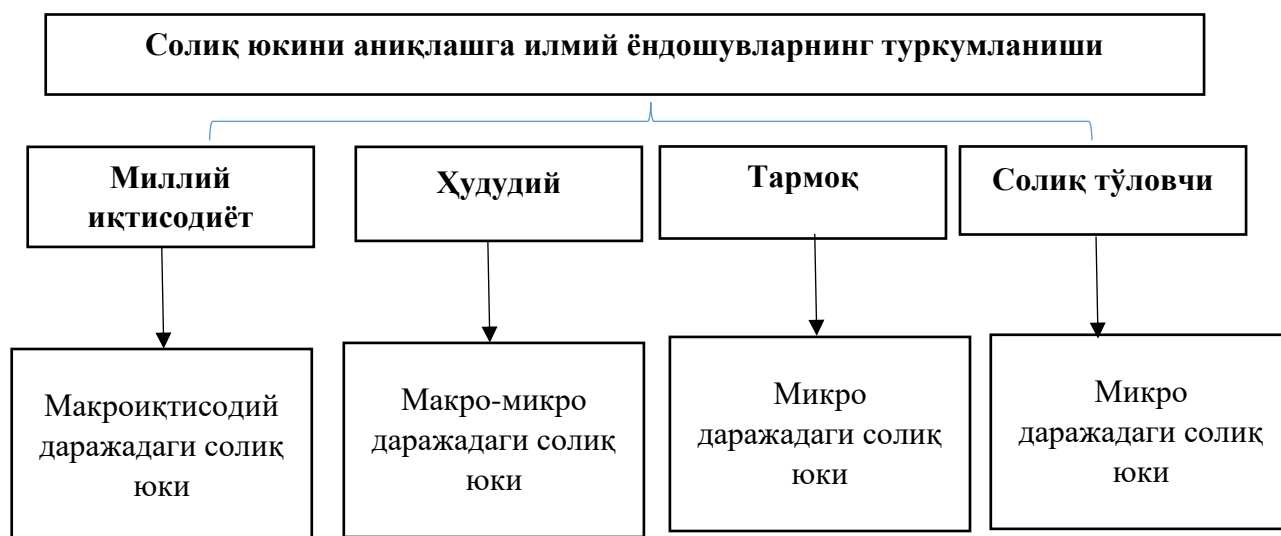 Солиқ юкини аниқлашга илмий ёндошувларнинг туркумланиши
Миллий
иқтисодиёт
Ҳудудий
Тармоқ
Солиқ тўловчи
Макроиқтисодий
даражадаги солиқ
юки
Макро-микро
даражадаги солиқ
юки
Микро
даражадаги солиқ
юки
Микро
даражадаги солиқ
юки